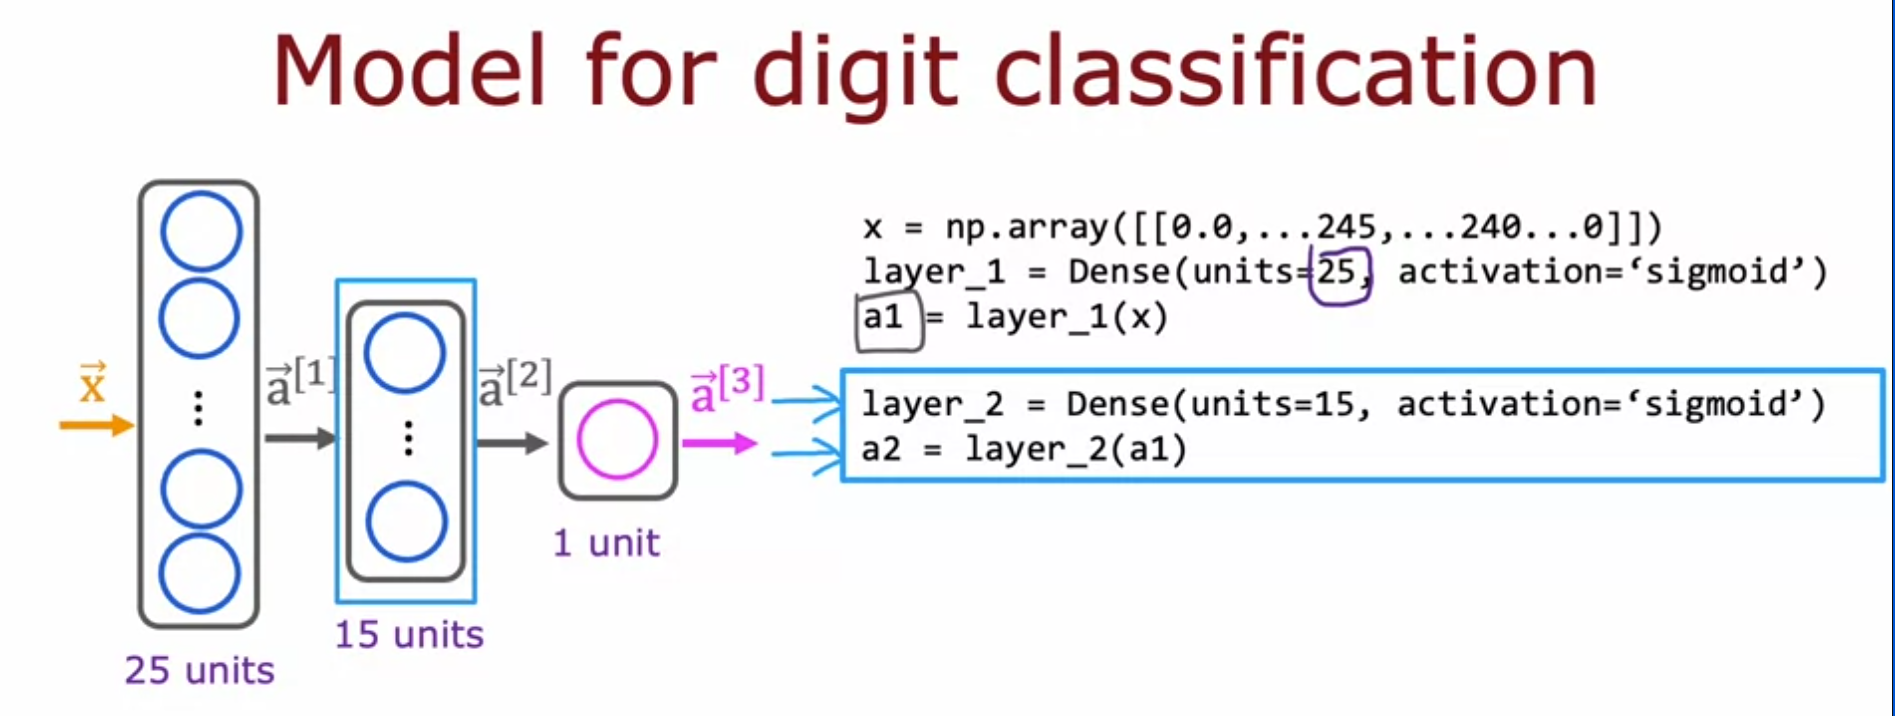 Model for digit classification
x⃗
a⃗[1]
a⃗[2]
a⃗[3]
25 units
15 units
1 unit
x = np.array([[0.0,...245,...240...0]])
layer_1 = Dense(units=25, activation=‘sigmoid’)
a1 = layer_1(x)
layer_2 = Dense(units=15, activation=‘sigmoid’)
a2 = layer_2(a1)